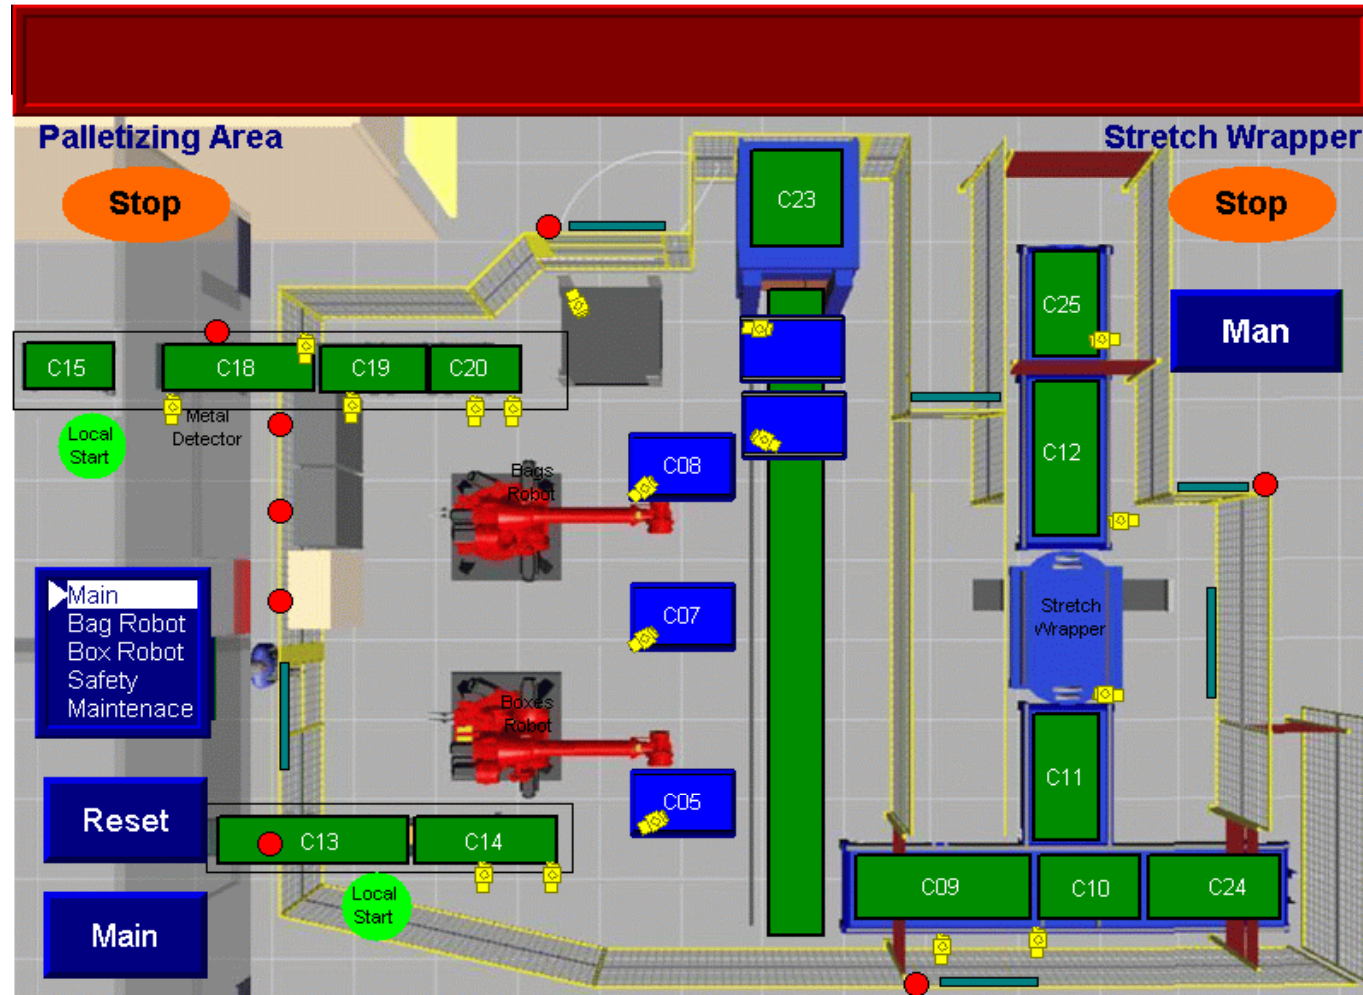 Palletizing Area
Stretch Wrapper
Stop
C23
Stop
C25
Man
C15
C18
C19
C20
Metal
Detector
Local
Start
C12
C08
Bags
Robot
Main
Bag Robot
Box Robot
Safety
Maintenace
C07
Stretch
Wrapper
Boxes
Robot
C05
C11
Reset
C13
C14
C09
C10
C24
Local
Start
Main